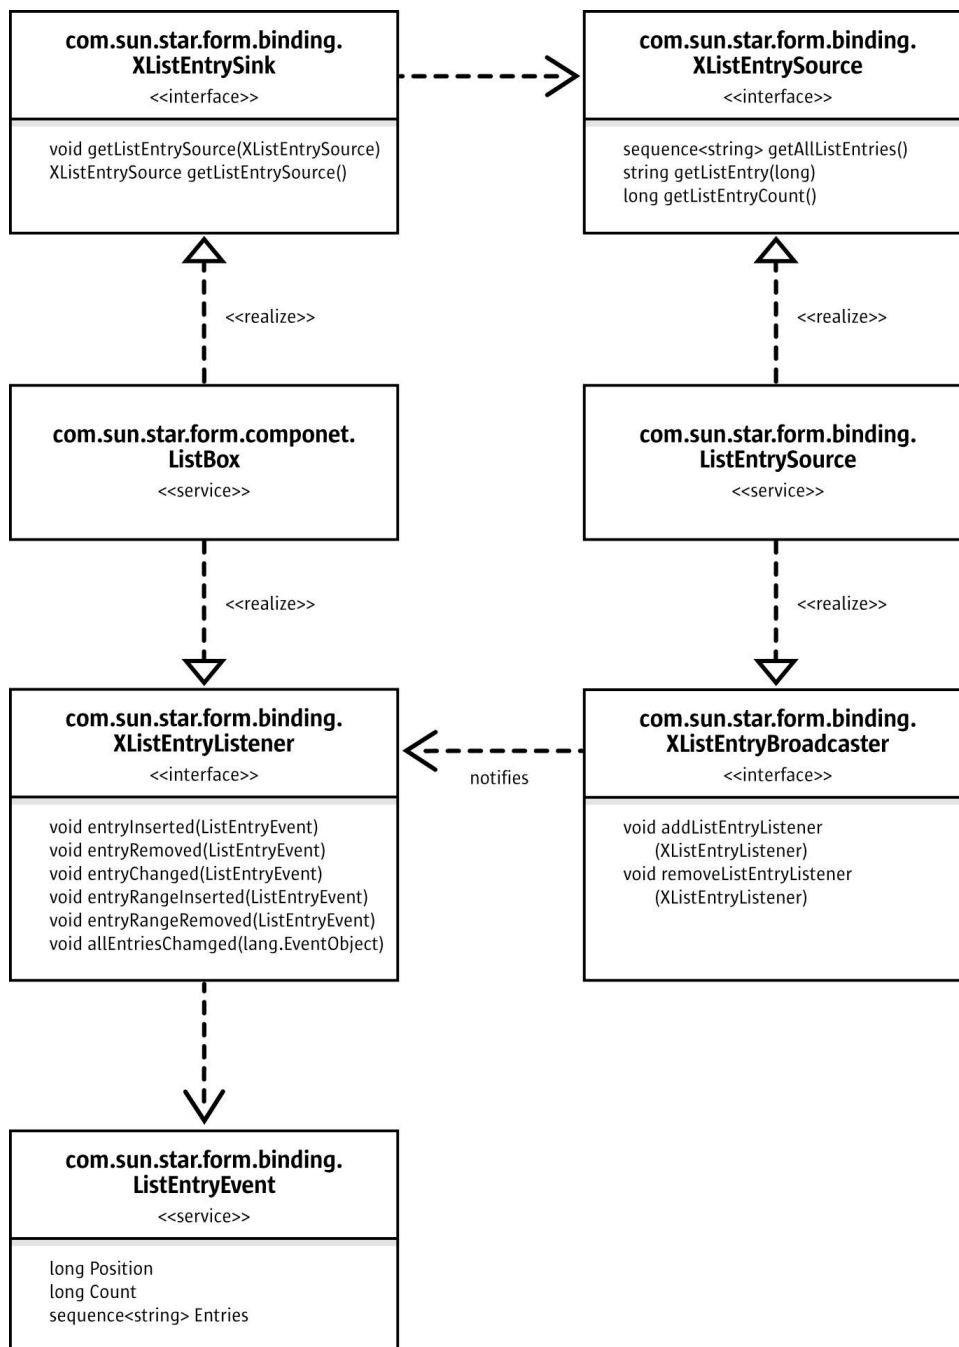 com.sun.star.form.binding.
XListEntrySink
<<interface>>
void getListEntrySource(XListEntrySource)
XListEntrySource getListEntrySource()
com.sun.star.form.binding.
XListEntrySource
<<interface>>
sequence<string> getAllListEntries()
string getListEntry(long)
long getListEntryCount()
<<realize>>
<<realize>>
com.sun.star.form.componet.
ListBox
<<service>>
com.sun.star.form.binding.
ListEntrySource
<<service>>
<<realize>>
<<realize>>
com.sun.star.form.binding.
XListEntryListener
<<interface>>
void entryInserted(ListEntryEvent)
void entryRemoved(ListEntryEvent)
void entryChanged(ListEntryEvent)
void entryRangeInserted(ListEntryEvent)
void entryRangeRemoved(ListEntryEvent)
void allEntriesChamged(lang.EventObject)
notifies
com.sun.star.form.binding.
XListEntryBroadcaster
<<interface>>
void addListEntryListener
(XListEntryListener)
void removeListEntryListener
(XListEntryListener)
com.sun.star.form.binding.
ListEntryEvent
<<service>>
long Position
long Count
sequence<string> Entries